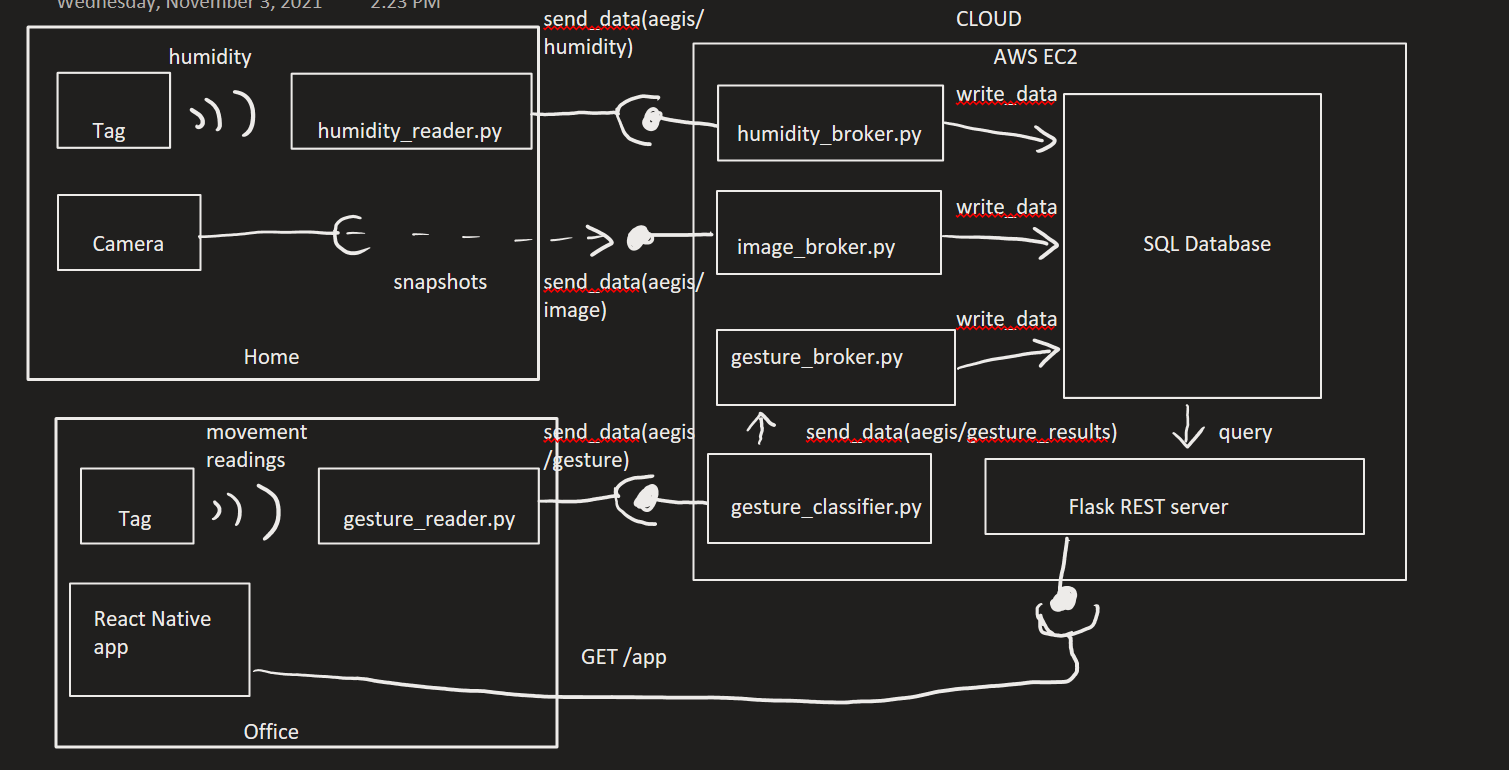 Wednesday, November 3, 2021 2:23 PM
send_data(aegis/
humidity)
CLOUD
humidity
AWS EC2
write_data
Tag
humidity_reader.py
humidity_broker.py
write_data
Camera
image_broker.py
SQL Database
snapshots
send_data(aegis/
image)
write_data
Home
gesture_broker.py
movement
readings
send_data(aegis
/gesture)
send_data(aegis/gesture_results)
query
Tag
gesture_reader.py
gesture_classifier.py
Flask REST server
React Native
app
GET /app
Office